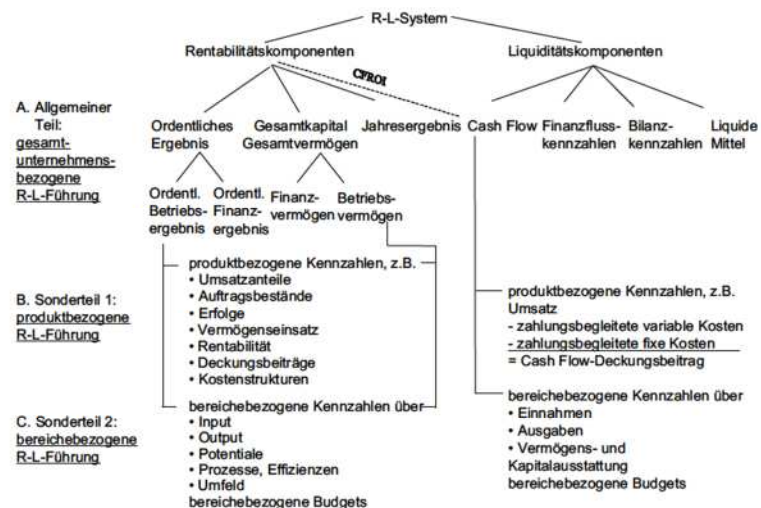 R-L-System
Rentabilitätskomponenten
Liquiditätskomponenten
CFROI
A. Allgemeiner
Teil:
gesamt-
unternehmens-
bezogene
R-L-Führung
Ordentliches
Ergebnis
Gesamtkapital
Gesamtvermögen
Jahresergebnis
Cash Flow
Finanzfluss-
kennzahlen
Bilanz-
kennzahlen
Liquide
Mittel
Ordentl.
Betriebs-
ergebnis
Ordentl.
Finanz-
ergebnis
Finanz-
vermögen
Betriebs-
vermögen
B. Sonderteil 1:
produktbezogene
R-L-Führung
produktbezogene Kennzahlen, z.B.
• Umsatzanteile
• Auftragsbestände
• Erfolge
• Vermögenseinsatz
• Rentabilität
• Deckungsbeiträge
• Kostenstrukturen
produktbezogene Kennzahlen, z.B.
Umsatz
- zahlungsbegleitete variable Kosten
- zahlungsbegleitete fixe Kosten
= Cash Flow-Deckungsbeitrag
C. Sonderteil 2:
bereichebezogene
R-L-Führung
bereichebezogene Kennzahlen über
• Input
• Output
• Potentiale
• Prozesse, Effizienzen
• Umfeld
bereichebezogene Budgets
bereichebezogene Kennzahlen über
• Einnahmen
• Ausgaben
• Vermögens- und
Kapitalausstattung
bereichebezogene Budgets